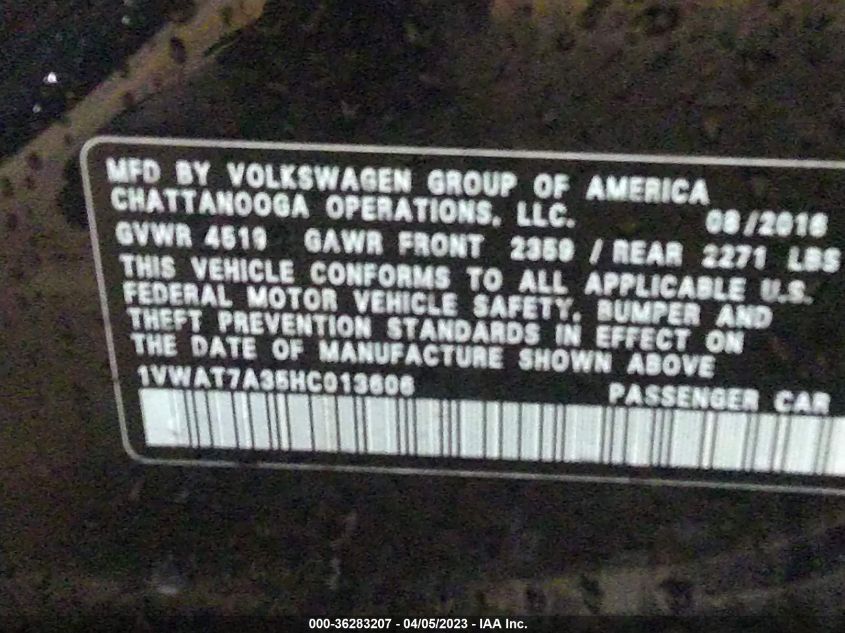 MFD BY VOLKSWAGEN GROUP OF AMERICA
CHATTANOOGA OPERATIONS, LLC. 08/2016
GVWR 4519 GAWR FRONT 2359 / REAR 2271 LBS
THIS VEHICLE CONFORMS TO ALL APPLICABLE U.S.
FEDERAL MOTOR VEHICLE SAFETY, BUMPER AND
THEFT PREVENTION STANDARDS IN EFFECT ON
THE DATE OF MANUFACTURE SHOWN ABOVE
1VWAT7A35HC013606 PASSENGER CAR
000-36283207 - 04/05/2023 - IAA Inc.